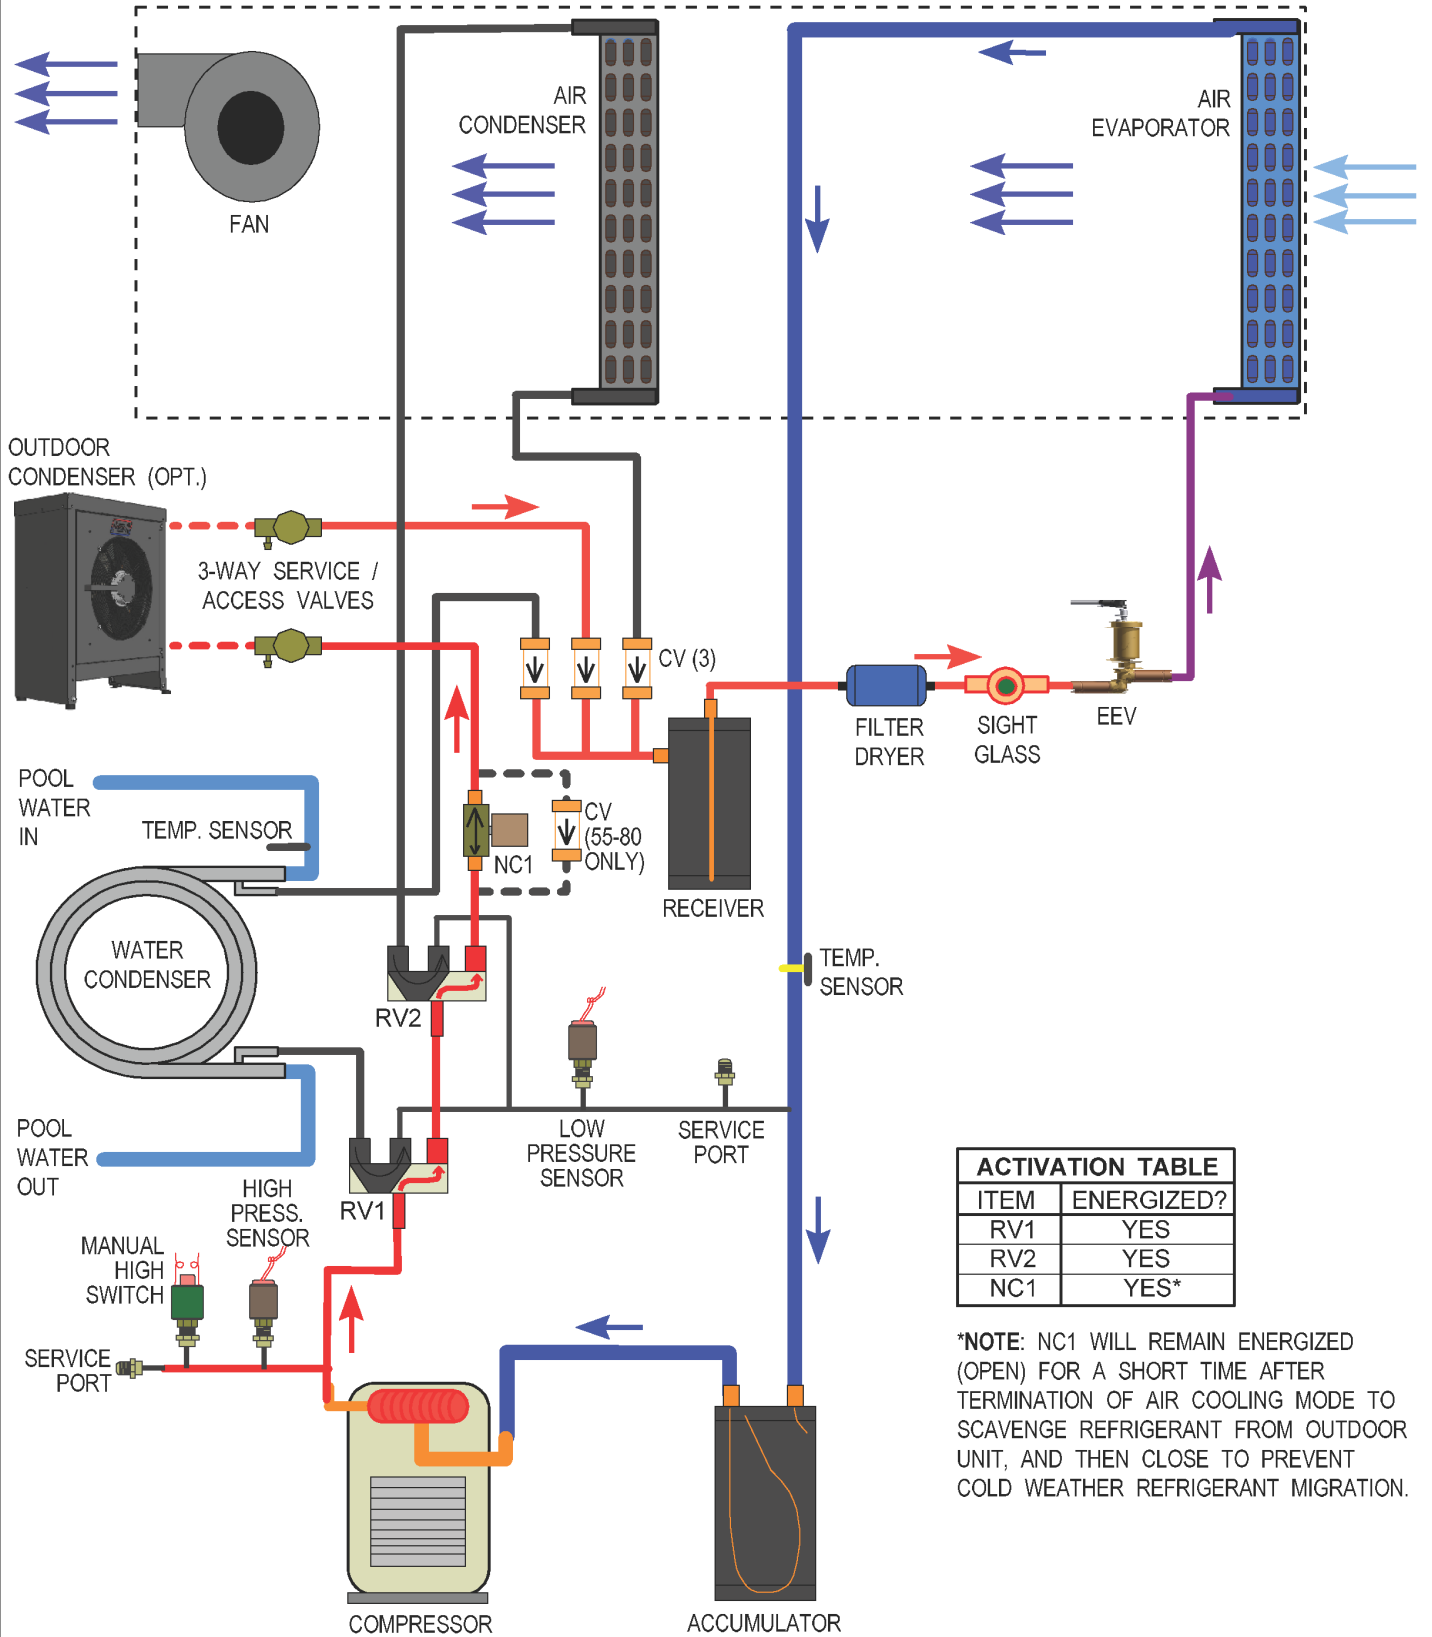 AIR
CONDENSER
AIR
EVAPORATOR
FAN
OUTDOOR
CONDENSER (OPT.)
3-WAY SERVICE /
ACCESS VALVES
CV (3)
FILTER
DRYER
SIGHT
GLASS
EEV
POOL
WATER
IN
TEMP. SENSOR
CV
(55-80
ONLY)
NC1
RECEIVER
WATER
CONDENSER
RV2
TEMP.
SENSOR
POOL
WATER
OUT
LOW
PRESSURE
SENSOR
SERVICE
PORT
HIGH
PRESS.
SENSOR
RV1
MANUAL
HIGH
SWITCH
SERVICE
PORT
COMPRESSOR
ACCUMULATOR
ACTIVATION TABLE
ITEM ENERGIZED?
RV1 YES
RV2 YES
NC1 YES*
*NOTE: NC1 WILL REMAIN ENERGIZED
(OPEN) FOR A SHORT TIME AFTER
TERMINATION OF AIR COOLING MODE TO
SCAVENGE REFRIGERANT FROM OUTDOOR
UNIT, AND THEN CLOSE TO PREVENT
COLD WEATHER REFRIGERANT MIGRATION.